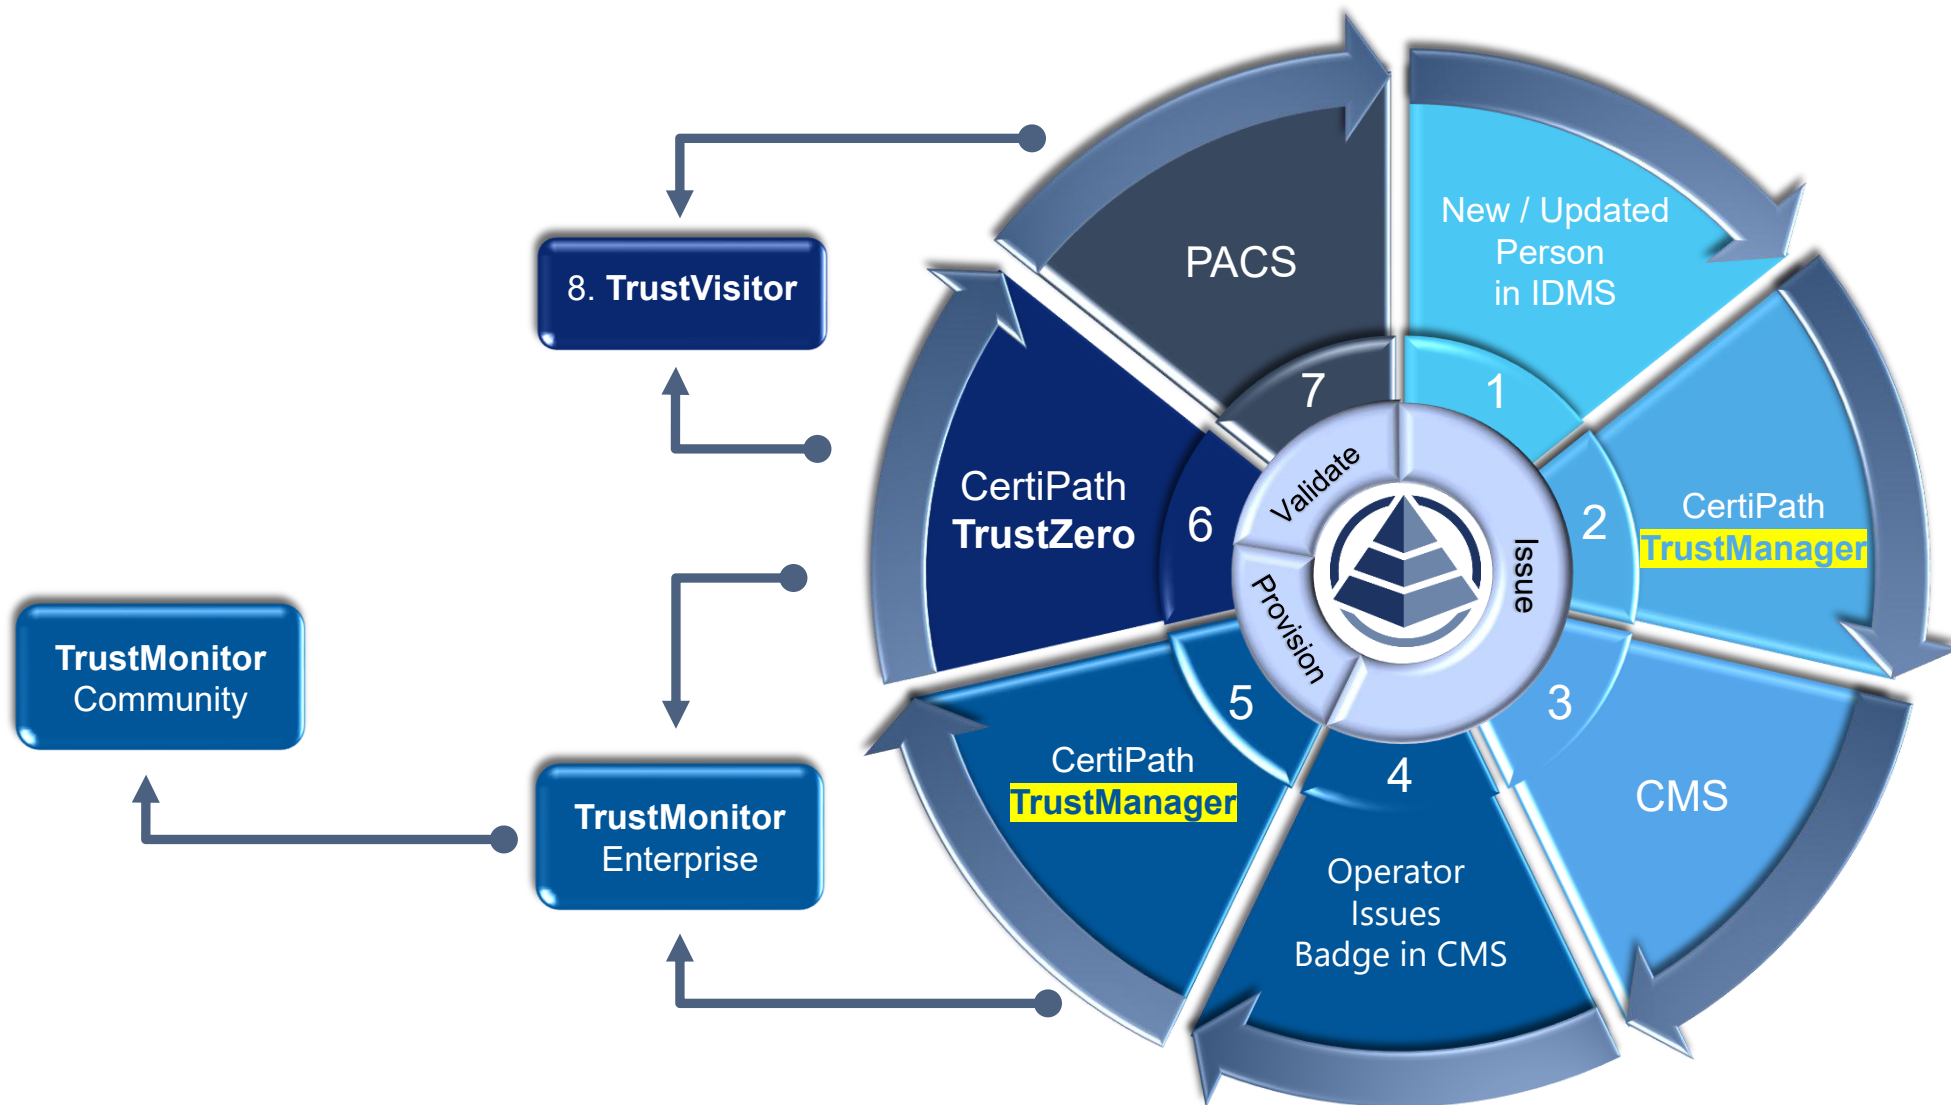 New / Updated
Person
in IDMS
1
CertiPath
TrustManager
2
CMS
3
Operator
Issues
Badge in CMS
4
CertiPath
TrustManager
5
CertiPath
TrustZero
6
PACS
7
Issue
Provision
Validate
8. TrustVisitor
TrustMonitor
Enterprise
TrustMonitor
Community